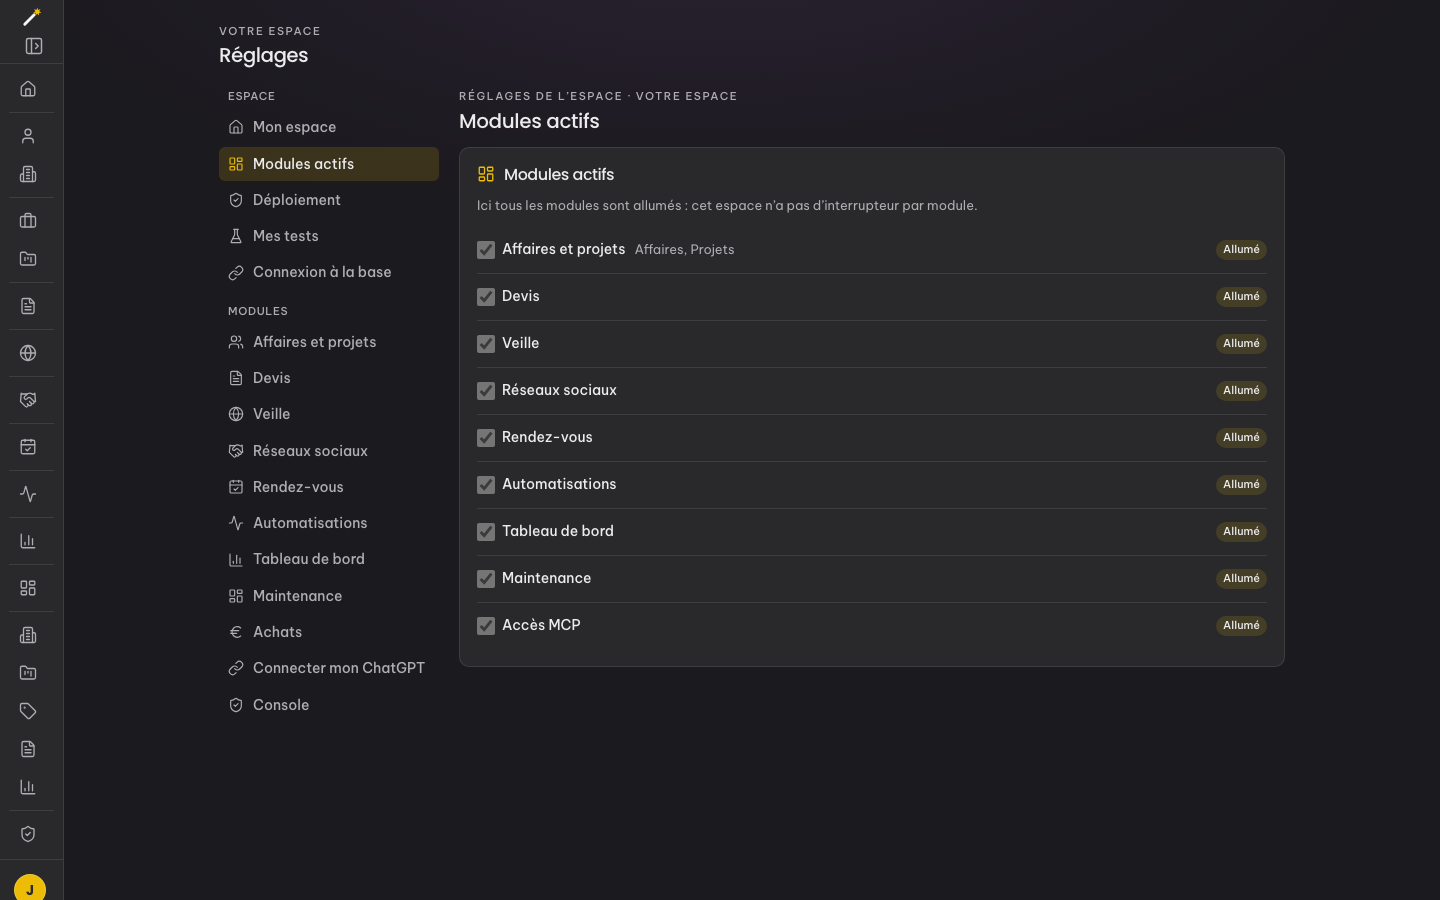 VOTRE ESPACE
Réglages
ESPACE
Mon espace
Modules actifs
Déploiement
Mes tests
Connexion à la base
MODULES
Affaires et projets
Devis
Veille
Réseaux sociaux
Rendez-vous
Automatisations
Tableau de bord
Maintenance
Achats
Connecter mon ChatGPT
Console
RÉGLAGES DE L'ESPACE · VOTRE ESPACE
Modules actifs
Modules actifs
Ici tous les modules sont allumés : cet espace n’a pas d’interrupteur par module.
Affaires et projets Affaires, Projets Allumé
Devis Allumé
Veille Allumé
Réseaux sociaux Allumé
Rendez-vous Allumé
Automatisations Allumé
Tableau de bord Allumé
Maintenance Allumé
Accès MCP Allumé
J